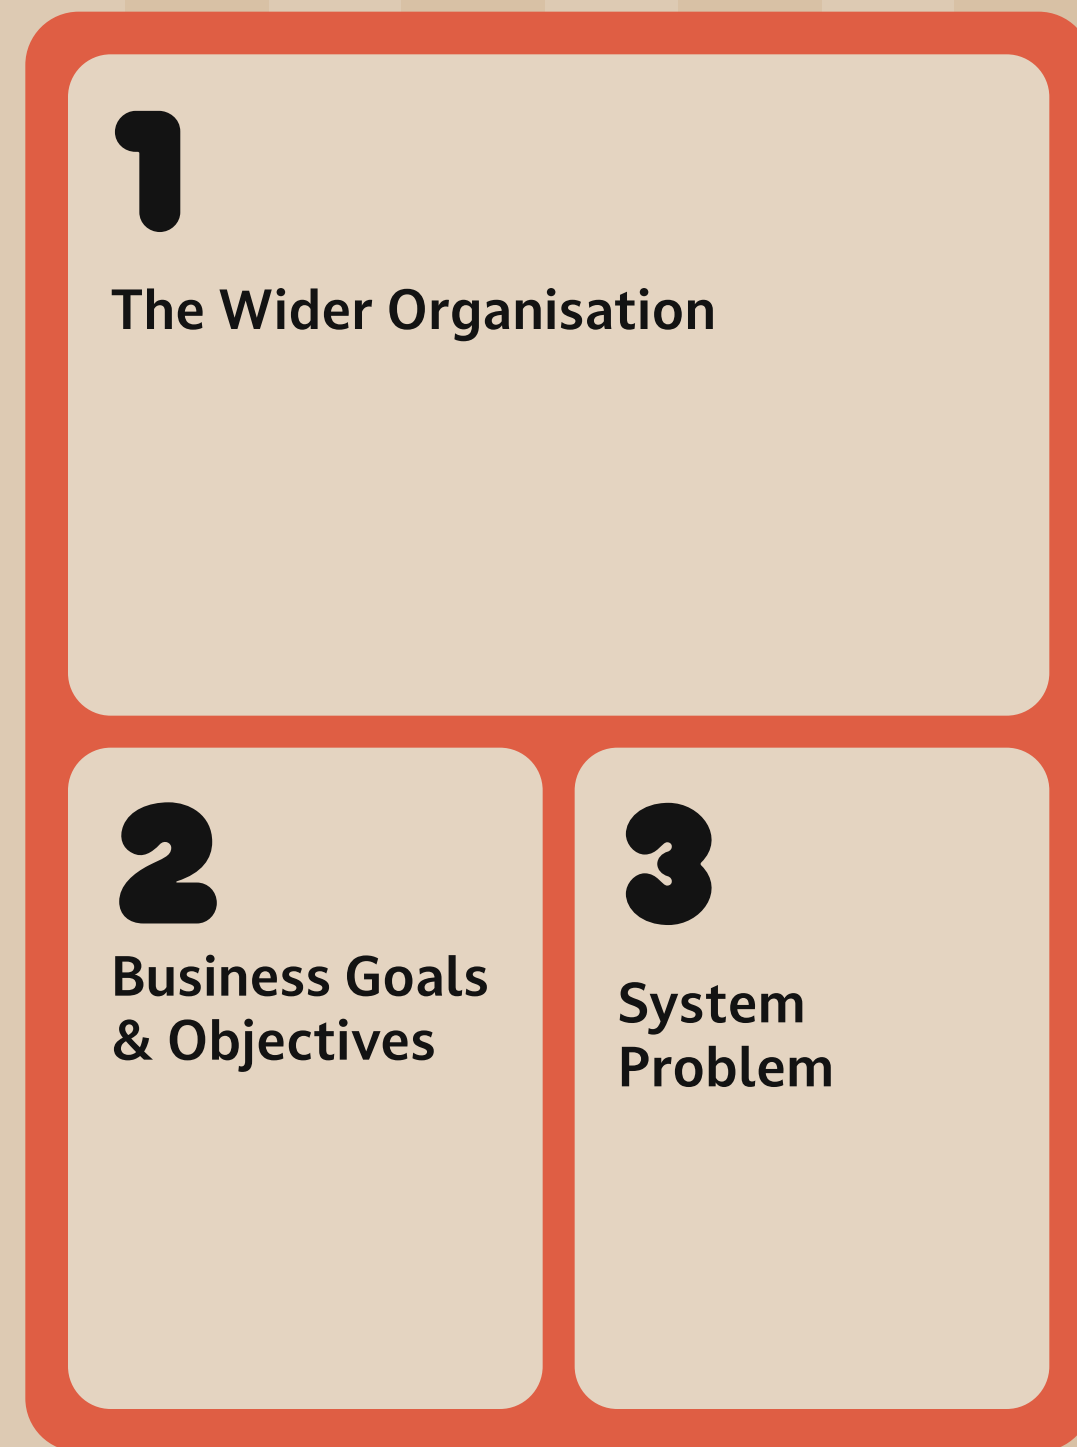 1
The Wider Organisation
2
Business Goals
& Objectives
3
System
Problem